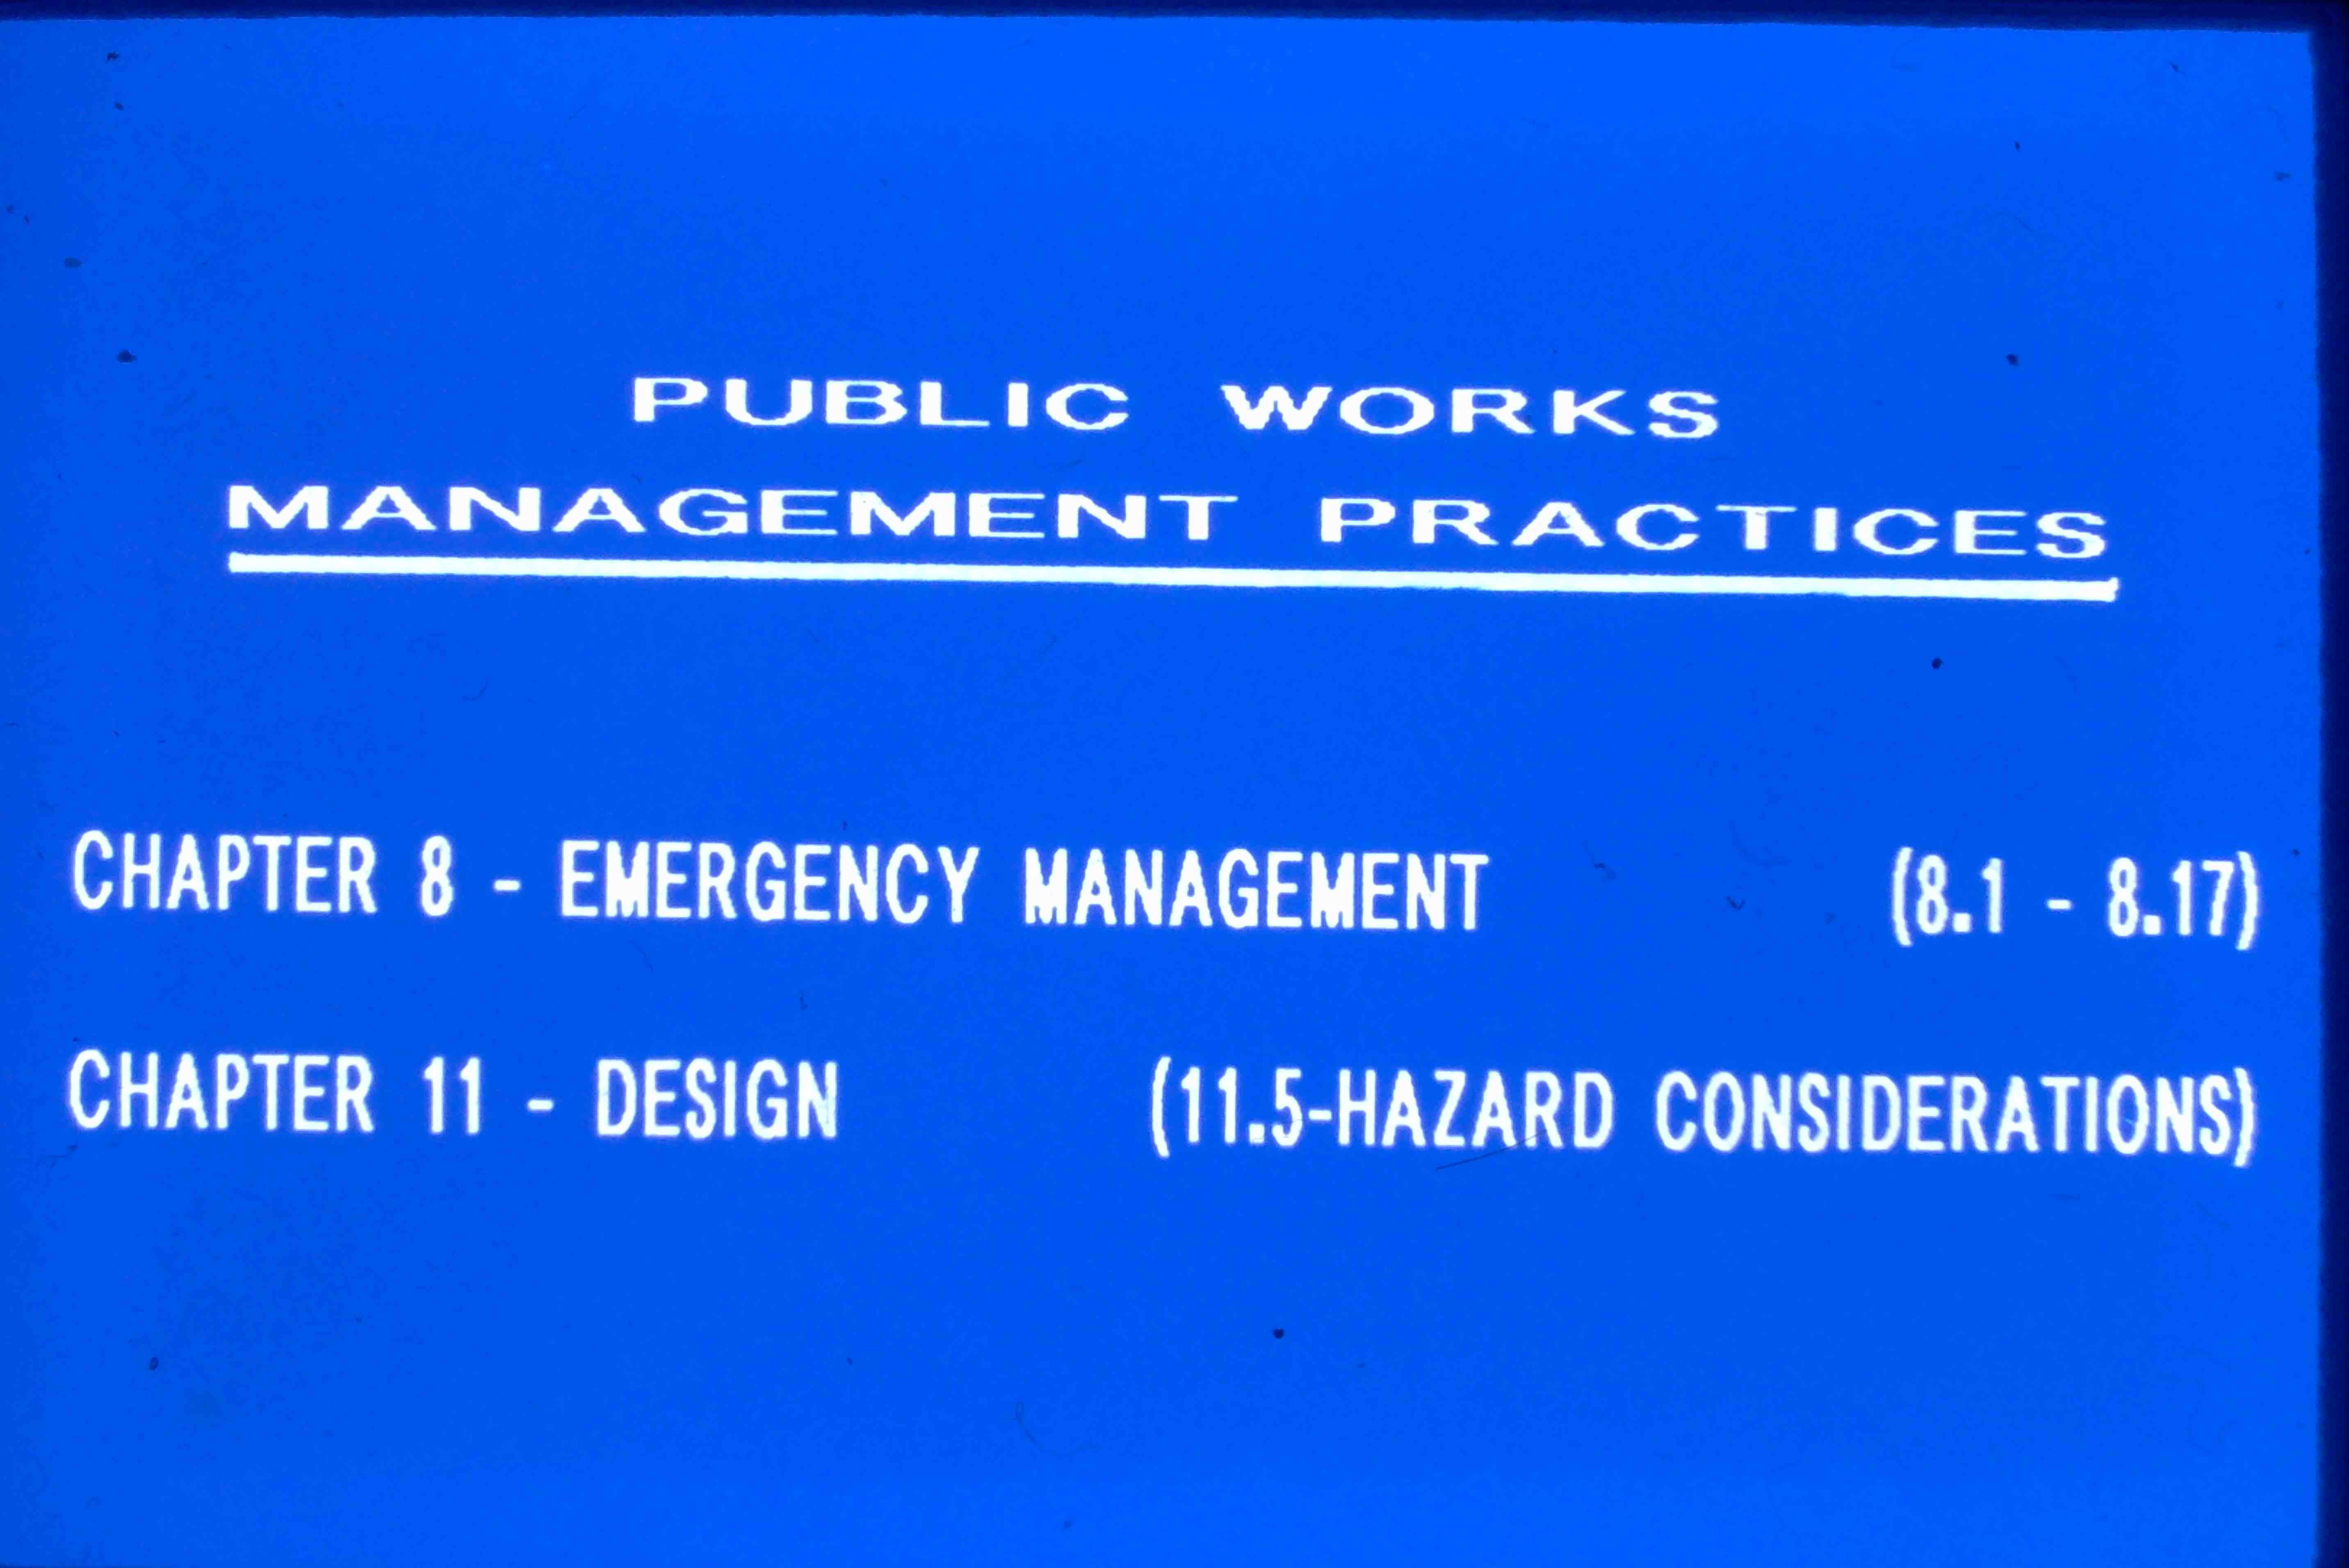 PUBLIC WORKS
MANAGEMENT PRACTICES
CHAPTER 8 - EMERGENCY MANAGEMENT (8.1 - 8.17)
CHAPTER 11 - DESIGN (11.5-HAZARD CONSIDERATIONS)